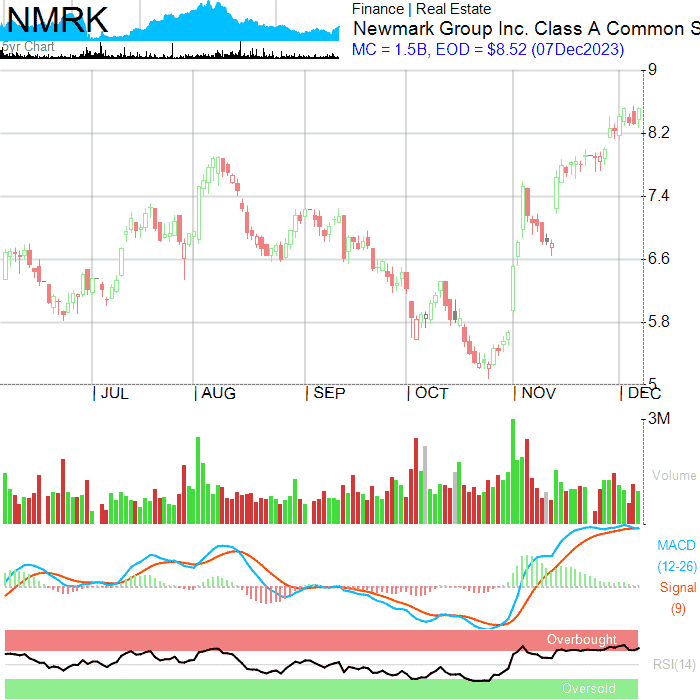 NMRK
5yr Chart
Finance | Real Estate
Newmark Group Inc. Class A Common S
MC = 1.5B, EOD = $8.52 (07Dec2023)
9
8.2
7.4
6.6
5.8
5
JUL AUG SEP OCT NOV DEC
3M
Volume
MACD
(12-26)
Signal
(9)
Overbought
RSI(14)
Oversold